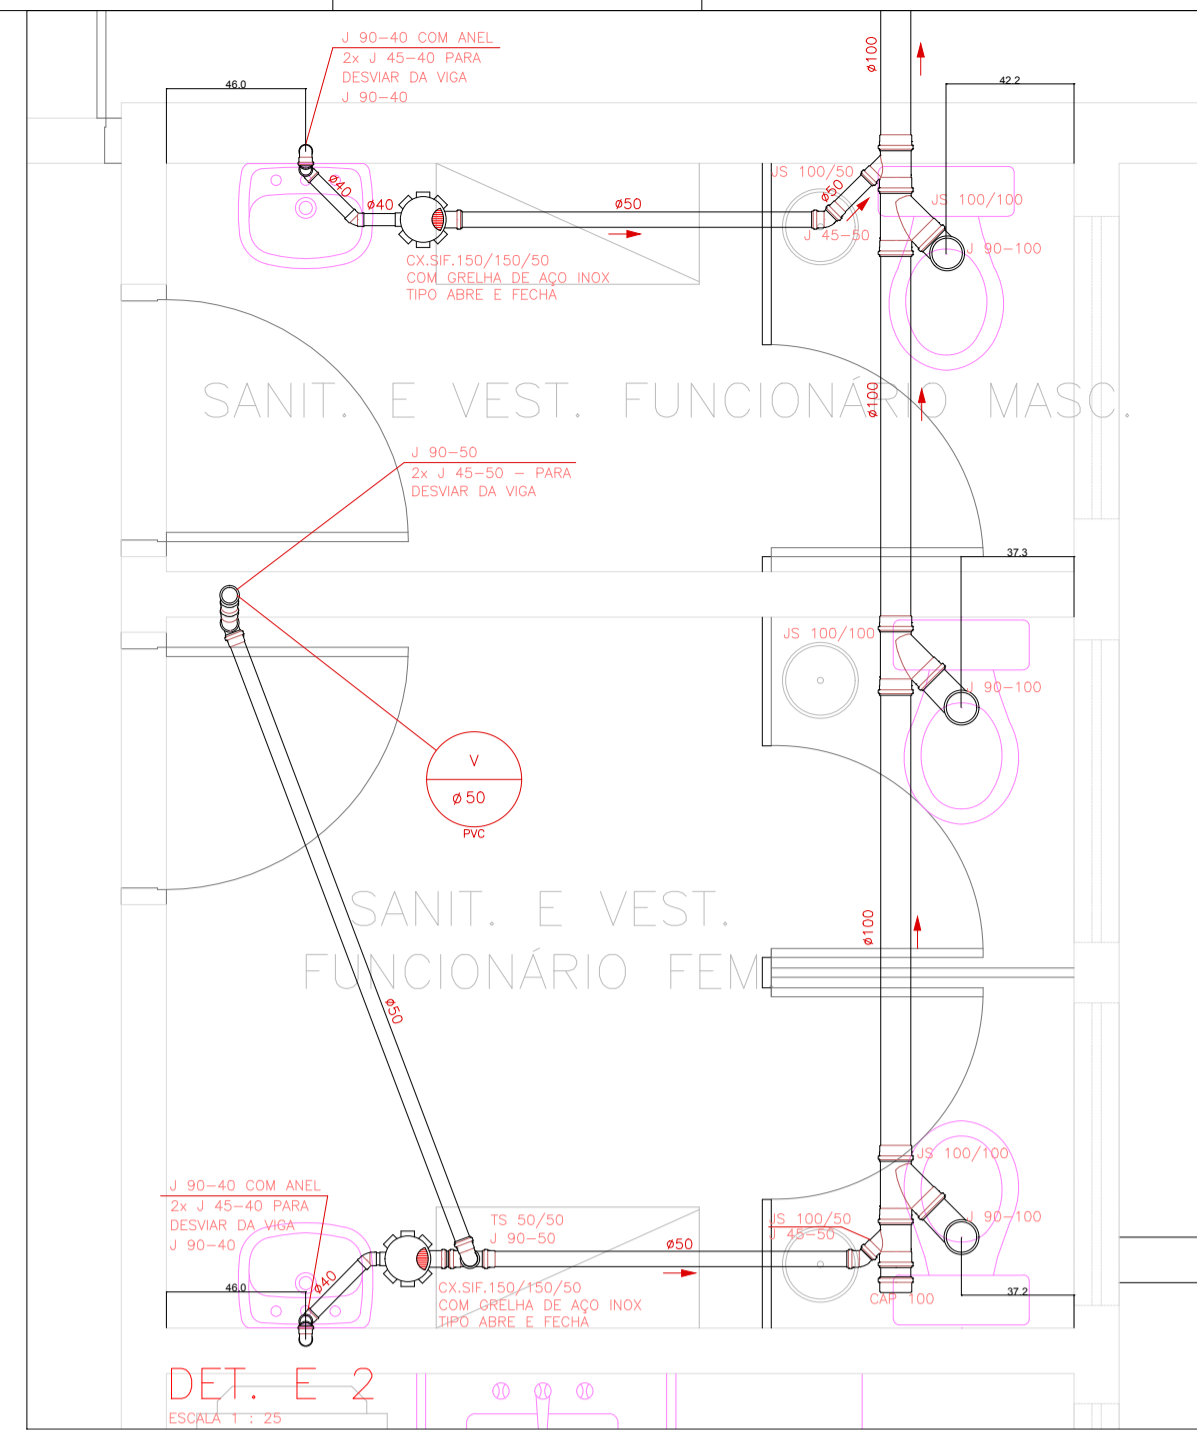 J 90-40 COM ANEL
2x J 45-40 PARA
DESVIAR DA VIGA
J 90-40
46.0
ø100
42.2
ø40
ø40
ø50
JS 100/50
ø50
J 45-50
JS 100/100
J 90-100
CX.SIF.150/150/50
COM GRELHA DE AÇO INOX
TIPO ABRE E FECHA
SANIT. E VEST. FUNCIONÁRIO MASC.
ø100
J 90-50
2x J 45-50 - PARA
DESVIAR DA VIGA
37.3
JS 100/100
J 90-100
V
ø50
PVC
SANIT. E VEST.
FUNCIONÁRIO FEM.
ø100
ø50
JS 100/100
J 90-100
J 90-40 COM ANEL
2x J 45-40 PARA
DESVIAR DA VIGA
J 90-40
TS 50/50
J 90-50
ø50
JS 100/50
J 45-50
46.0
ø40
CX.SIF.150/150/50
COM GRELHA DE AÇO INOX
TIPO ABRE E FECHA
CAP 100
37.2
DET. E 2
ESCALA 1 : 25